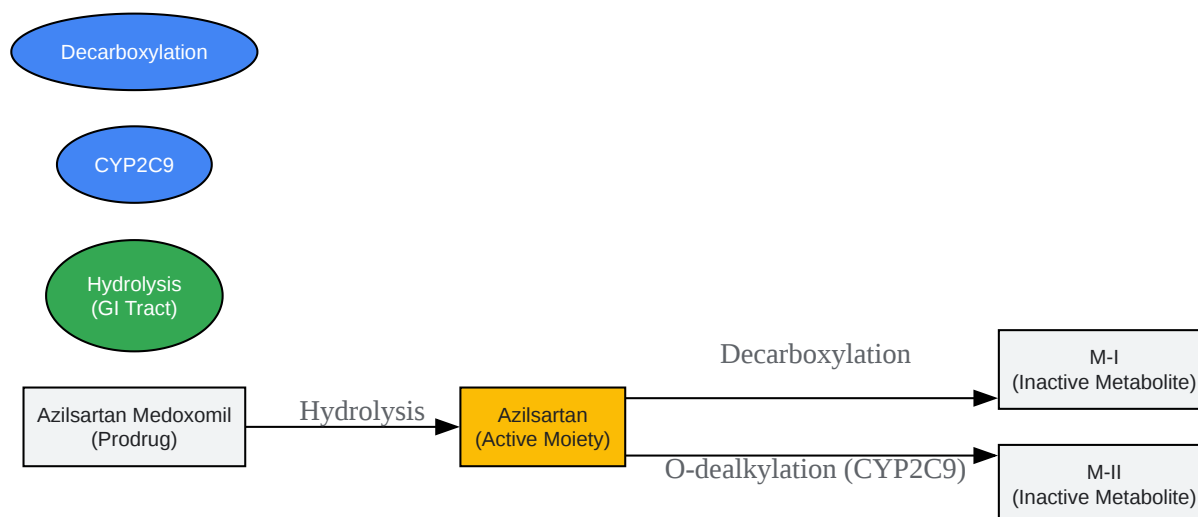 Decarboxylation
CYP2C9
Hydrolysis
(GI Tract)
Azilsartan Medoxomil
(Prodrug)
Hydrolysis
Azilsartan
(Active Moiety)
Decarboxylation
O-dealkylation (CYP2C9)
M-I
(Inactive Metabolite)
M-II
(Inactive Metabolite)